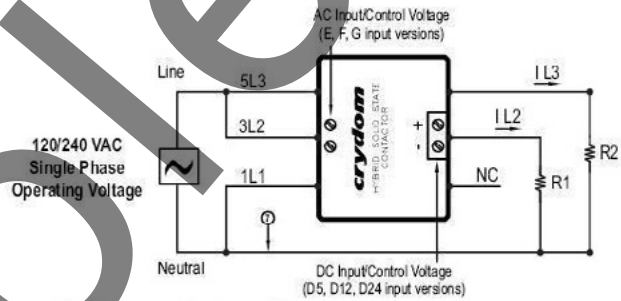 AC Input/Control Voltage
(E, F, G input versions)
Line
5L3
I L3
3L2
I L2
+
-
crydom
HYBRID SOLID STATE
CONTACTOR
120/240 VAC
Single Phase
Operating Voltage
R2
R1
1L1
NC
7
Neutral
DC Input/Control Voltage
(D5, D12, D24 input versions)